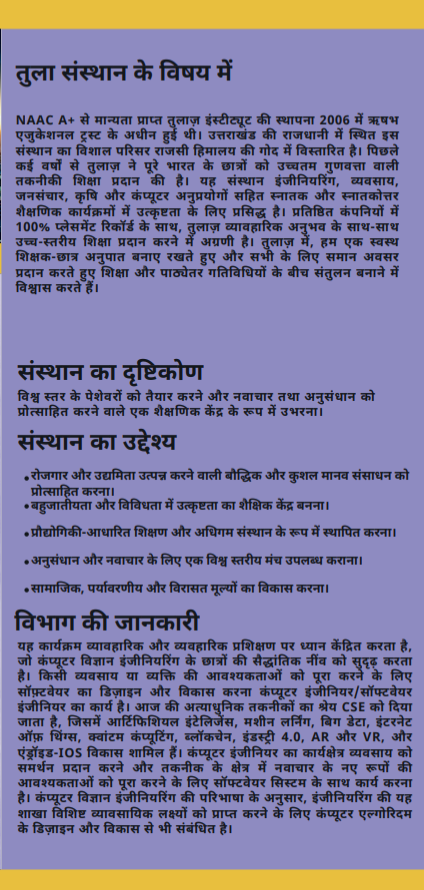 तुला संस्थान के विषय में
NAAC A+ से मान्यता प्राप्त तुलाज़ इंस्टीट्यूट की स्थापना 2006 में ऋषभ
एजुकेशनल ट्रस्ट के अधीन हुई थी। उत्तराखंड की राजधानी में स्थित इस
संस्थान का विशाल परिसर राजसी हिमालय की गोद में विस्तारित है। पिछले
कई वर्षों से तुलाज़ ने पूरे भारत के छात्रों को उच्चतम गुणवत्ता वाली
तकनीकी शिक्षा प्रदान की है। यह संस्थान इंजीनियरिंग, व्यवसाय,
जनसंचार, कृषि और कंप्यूटर अनुप्रयोगों सहित स्नातक और स्नातकोत्तर
शैक्षणिक कार्यक्रमों में उत्कृष्टता के लिए प्रसिद्ध है। प्रतिष्ठित कंपनियों में
100% प्लेसमेंट रिकॉर्ड के साथ, तुलाज़ व्यावहारिक अनुभव के साथ-साथ
उच्च-स्तरीय शिक्षा प्रदान करने में अग्रणी है। तुलाज़ में, हम एक स्वस्थ
शिक्षक-छात्र अनुपात बनाए रखते हुए और सभी के लिए समान अवसर
प्रदान करते हुए शिक्षा और पाठ्येतर गतिविधियों के बीच संतुलन बनाने में
विश्वास करते हैं।
संस्थान का दृष्टिकोण
विश्व स्तर के पेशेवरों को तैयार करने और नवाचार तथा अनुसंधान को
प्रोत्साहित करने वाले एक शैक्षणिक केंद्र के रूप में उभरना।
संस्थान का उद्देश्य
•रोजगार और उद्यमिता उत्पन्न करने वाली बौद्धिक और कुशल मानव संसाधन को
प्रोत्साहित करना।
•बहुजातीयता और विविधता में उत्कृष्टता का शैक्षिक केंद्र बनना।
•प्रौद्योगिकी-आधारित शिक्षण और अधिगम संस्थान के रूप में स्थापित करना।
•अनुसंधान और नवाचार के लिए एक विश्व स्तरीय मंच उपलब्ध कराना।
•सामाजिक, पर्यावरणीय और विरासत मूल्यों का विकास करना।
विभाग की जानकारी
यह कार्यक्रम व्यावहारिक और व्यवहारिक प्रशिक्षण पर ध्यान केंद्रित करता है,
जो कंप्यूटर विज्ञान इंजीनियरिंग के छात्रों की सैद्धांतिक नींव को सुदृढ़ करता
है। किसी व्यवसाय या व्यक्ति की आवश्यकताओं को पूरा करने के लिए
सॉफ़्टवेयर का डिज़ाइन और विकास करना कंप्यूटर इंजीनियर/सॉफ्टवेयर
इंजीनियर का कार्य है। आज की अत्याधुनिक तकनीकों का श्रेय CSE को दिया
जाता है, जिसमें आर्टिफिशियल इंटेलिजेंस, मशीन लर्निंग, बिग डेटा, इंटरनेट
ऑफ़ थिंग्स, क्वांटम कंप्यूटिंग, ब्लॉकचेन, इंडस्ट्री 4.0, AR और VR, और
एंड्रॉइड-IOS विकास शामिल हैं। कंप्यूटर इंजीनियर का कार्यक्षेत्र व्यवसाय को
समर्थन प्रदान करने और तकनीक के क्षेत्र में नवाचार के नए रूपों की
आवश्यकताओं को पूरा करने के लिए सॉफ्टवेयर सिस्टम के साथ कार्य करना
है। कंप्यूटर विज्ञान इंजीनियरिंग की परिभाषा के अनुसार, इंजीनियरिंग की यह
शाखा विशिष्ट व्यावसायिक लक्ष्यों को प्राप्त करने के लिए कंप्यूटर एल्गोरिदम
के डिज़ाइन और विकास से भी संबंधित है।